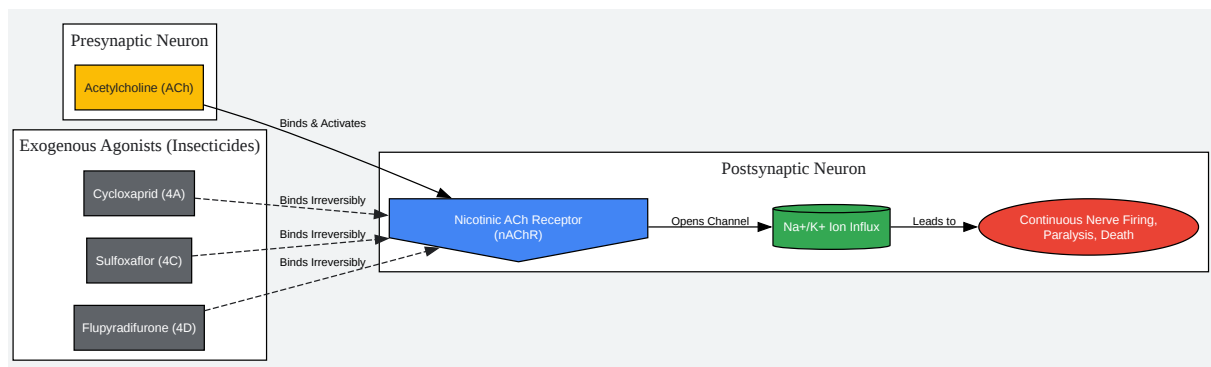 Presynaptic Neuron
Acetylcholine (ACh)
Binds & Activates
Exogenous Agonists (Insecticides)
Cycloxaprid (4A)
Sulfoxaflor (4C)
Flupyradifurone (4D)
Binds Irreversibly
Binds Irreversibly
Binds Irreversibly
Postsynaptic Neuron
Nicotinic ACh Receptor
(nAChR)
Opens Channel
Na+/K+ Ion Influx
Leads to
Continuous Nerve Firing,
Paralysis, Death